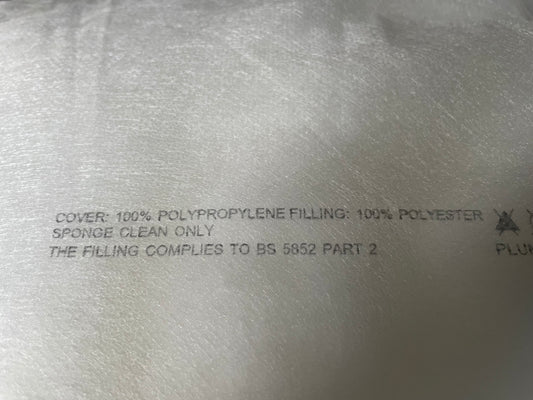 COVER: 100% POLYPROPYLENE FILLING: 100% POLYESTER
SPONGE CLEAN ONLY
THE FILLING COMPLIES TO BS 5852 PART 2